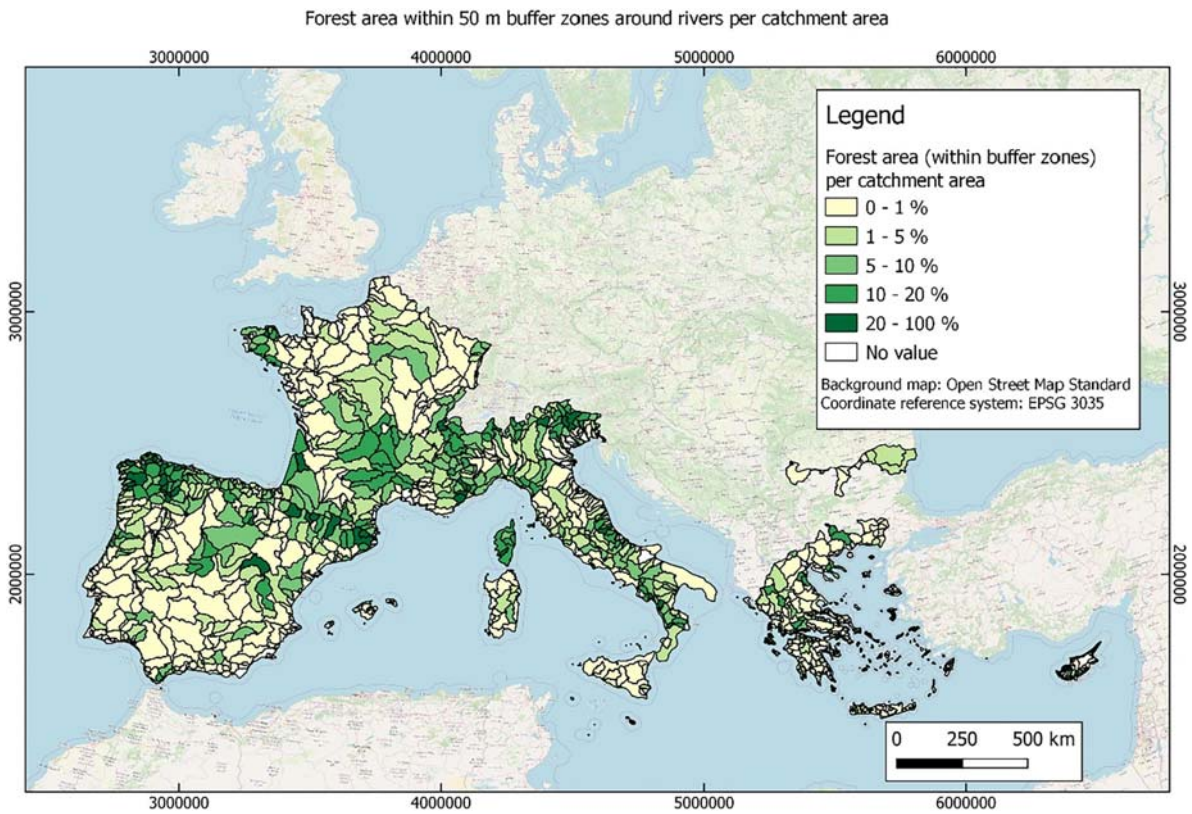 Forest area within 50 m buffer zones around rivers per catchment area
3000000 4000000 5000000 6000000
Legend
Forest area (within buffer zones)
per catchment area
0 - 1 %
1 - 5 %
5 - 10 %
10 - 20 %
20 - 100 %
No value
Background map: Open Street Map Standard
Coordinate reference system: EPSG 3035
3000000 3000000
2000000 2000000
0 250 500 km
3000000 4000000 5000000 6000000